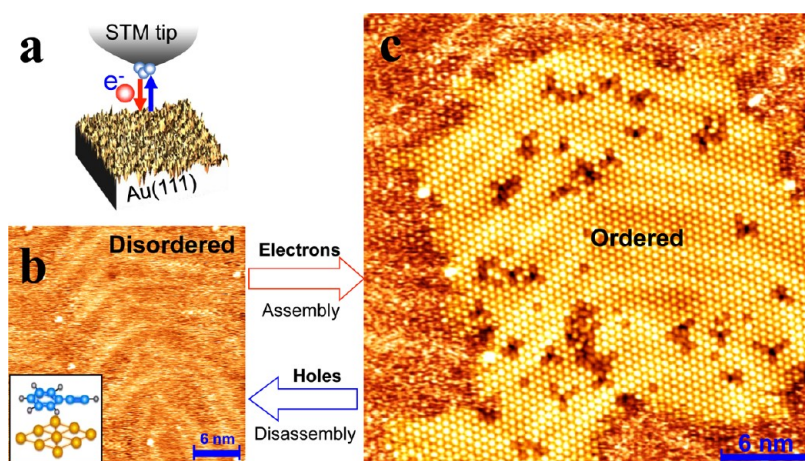 a
STM tip
e-
Au(111)
b
Disordered
6 nm
Electrons
Assembly
Holes
Disassembly
c
Ordered
6 nm